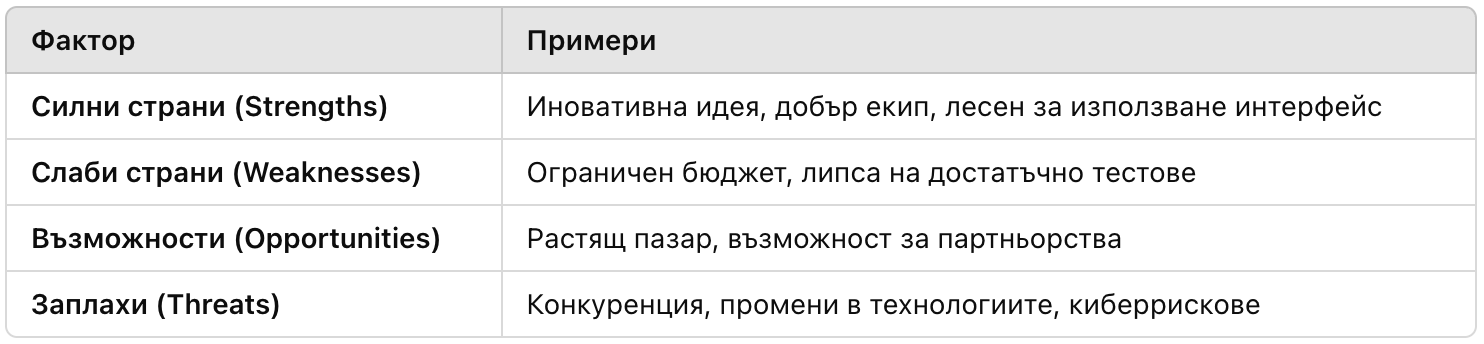 Фактор Примери
Силни страни (Strengths) Иновативна идея, добър екип, лесен за използване интерфейс
Слаби страни (Weaknesses) Ограничен бюджет, липса на достатъчно тестове
Възможности (Opportunities) Растящ пазар, възможност за партньорства
Заплахи (Threats) Конкуренция, промени в технологиите, киберрискове